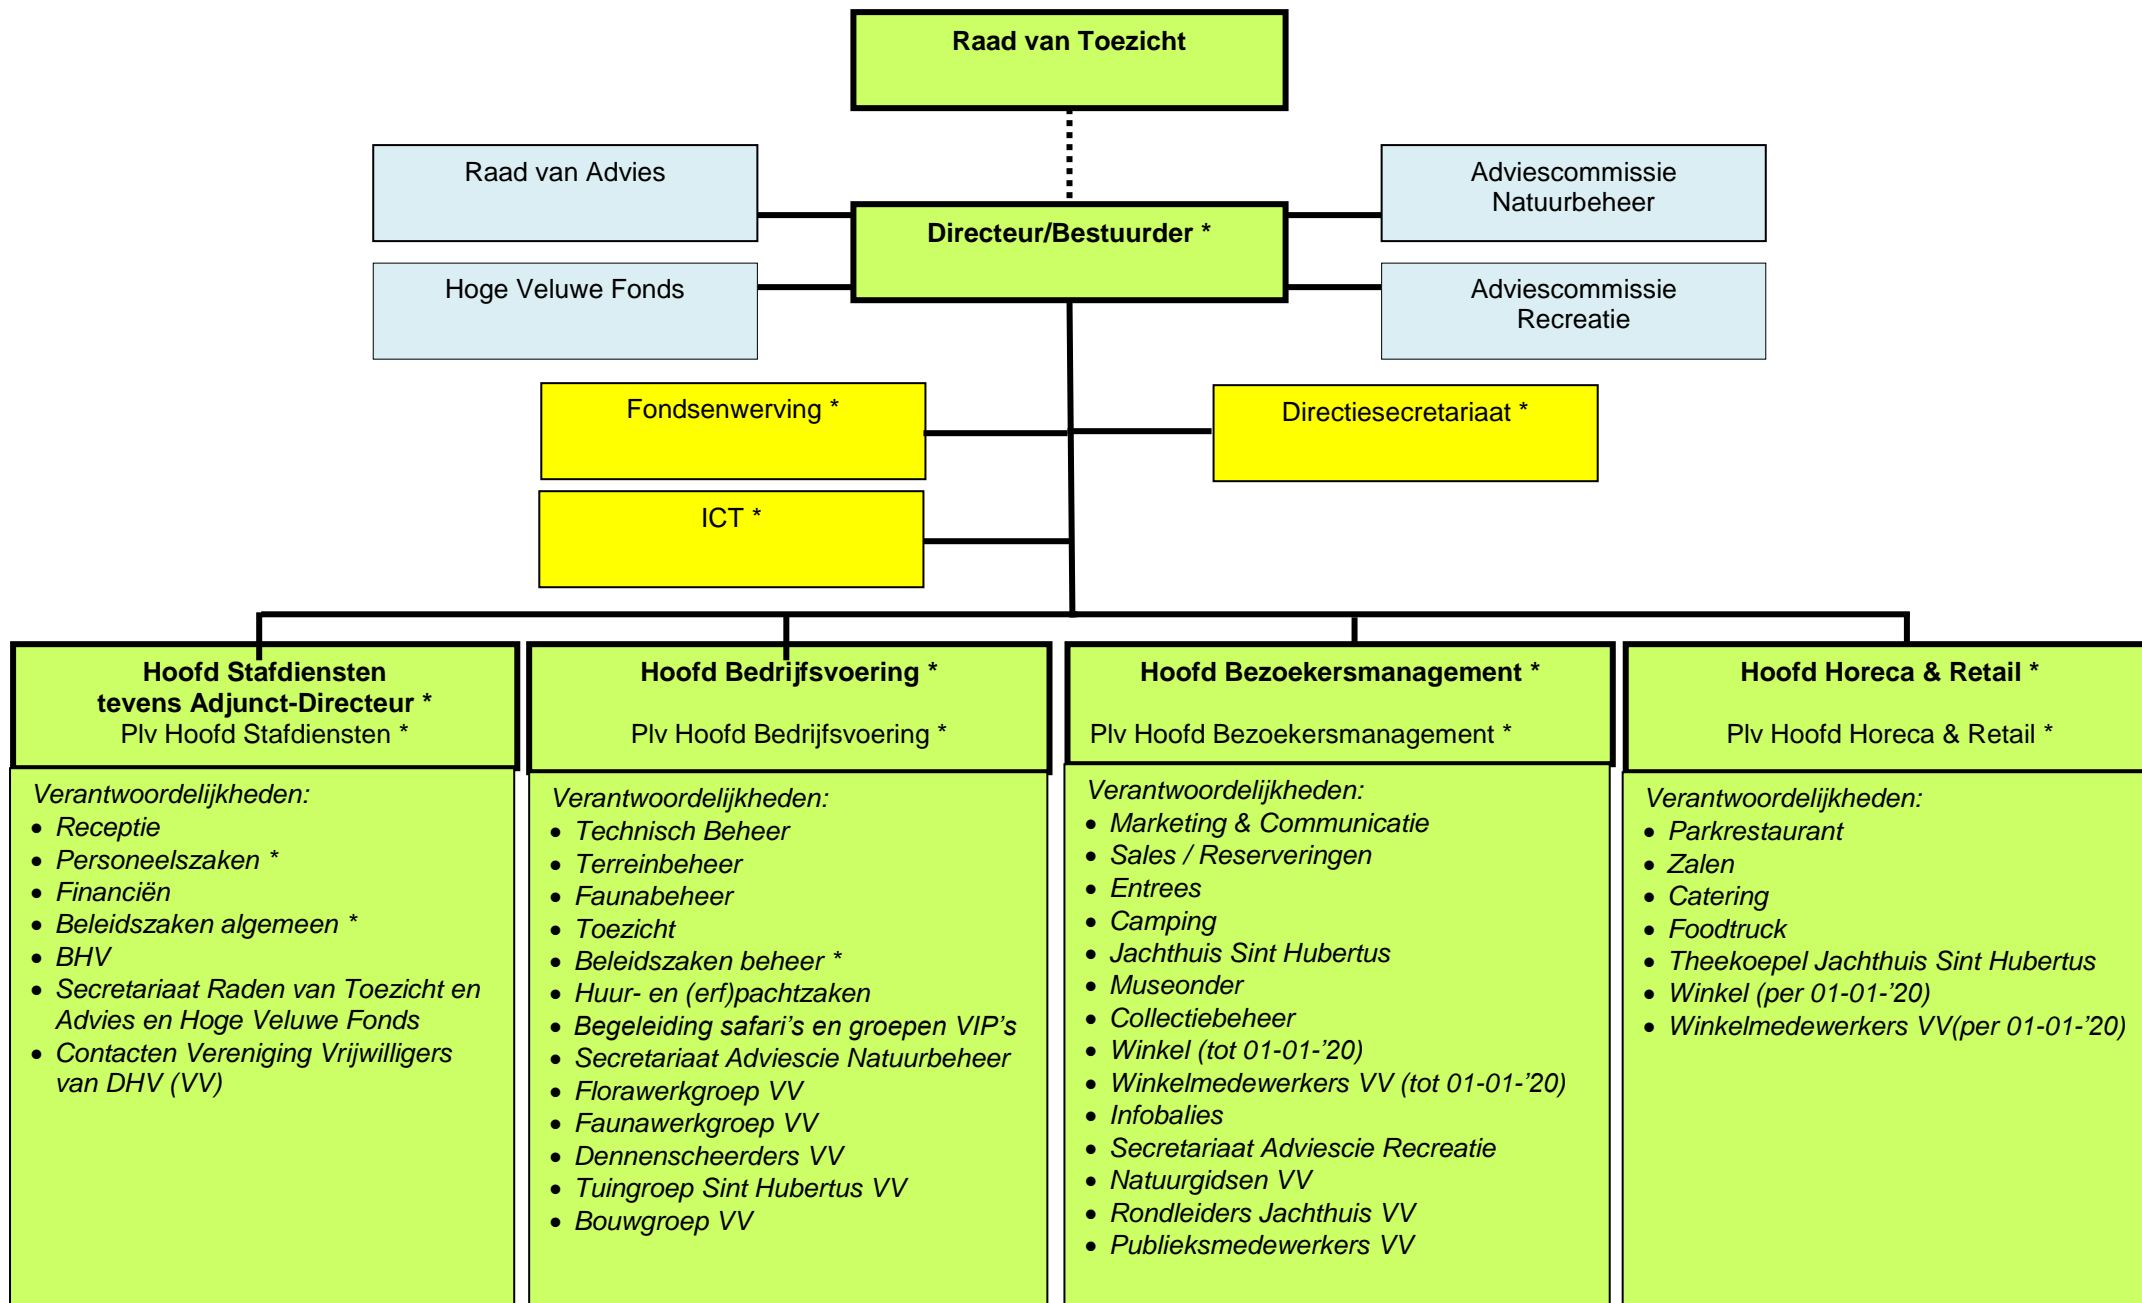 Raad van Toezicht
Raad van Advies
Adviescommissie
Natuurbeheer
Directeur/Bestuurder *
Hoge Veluwe Fonds
Adviescommissie
Recreatie
Fondsenwerving *
Directiesecretariaat *
ICT *
Hoofd Stafdiensten
tevens Adjunct-Directeur *
Plv Hoofd Stafdiensten *
Verantwoordelijkheden:
• Receptie
• Personeelszaken *
• Financiën
• Beleidszaken algemeen *
• BHV
• Secretariaat Raden van Toezicht en
Advies en Hoge Veluwe Fonds
• Contacten Vereniging Vrijwilligers
van DHV (VV)
Hoofd Bedrijfsvoering *
Plv Hoofd Bedrijfsvoering *
Verantwoordelijkheden:
• Technisch Beheer
• Terreinbeheer
• Faunabeheer
• Toezicht
• Beleidszaken beheer *
• Huur- en (erf)pachtzaken
• Begeleiding safari’s en groepen VIP’s
• Secretariaat Adviescie Natuurbeheer
• Florawerkgroep VV
• Faunawerkgroep VV
• Dennenscheerders VV
• Tuingroep Sint Hubertus VV
• Bouwgroep VV
Hoofd Bezoekersmanagement *
Plv Hoofd Bezoekersmanagement *
Verantwoordelijkheden:
• Marketing & Communicatie
• Sales / Reserveringen
• Entrees
• Camping
• Jachthuis Sint Hubertus
• Museonder
• Collectiebeheer
• Winkel (tot 01-01-’20)
• Winkelmedewerkers VV (tot 01-01-’20)
• Infobalies
• Secretariaat Adviescie Recreatie
• Natuurgidsen VV
• Rondleiders Jachthuis VV
• Publieksmedewerkers VV
Hoofd Horeca & Retail *
Plv Hoofd Horeca & Retail *
Verantwoordelijkheden:
• Parkrestaurant
• Zalen
• Catering
• Foodtruck
• Theekoepel Jachthuis Sint Hubertus
• Winkel (per 01-01-’20)
• Winkelmedewerkers VV(per 01-01-’20)